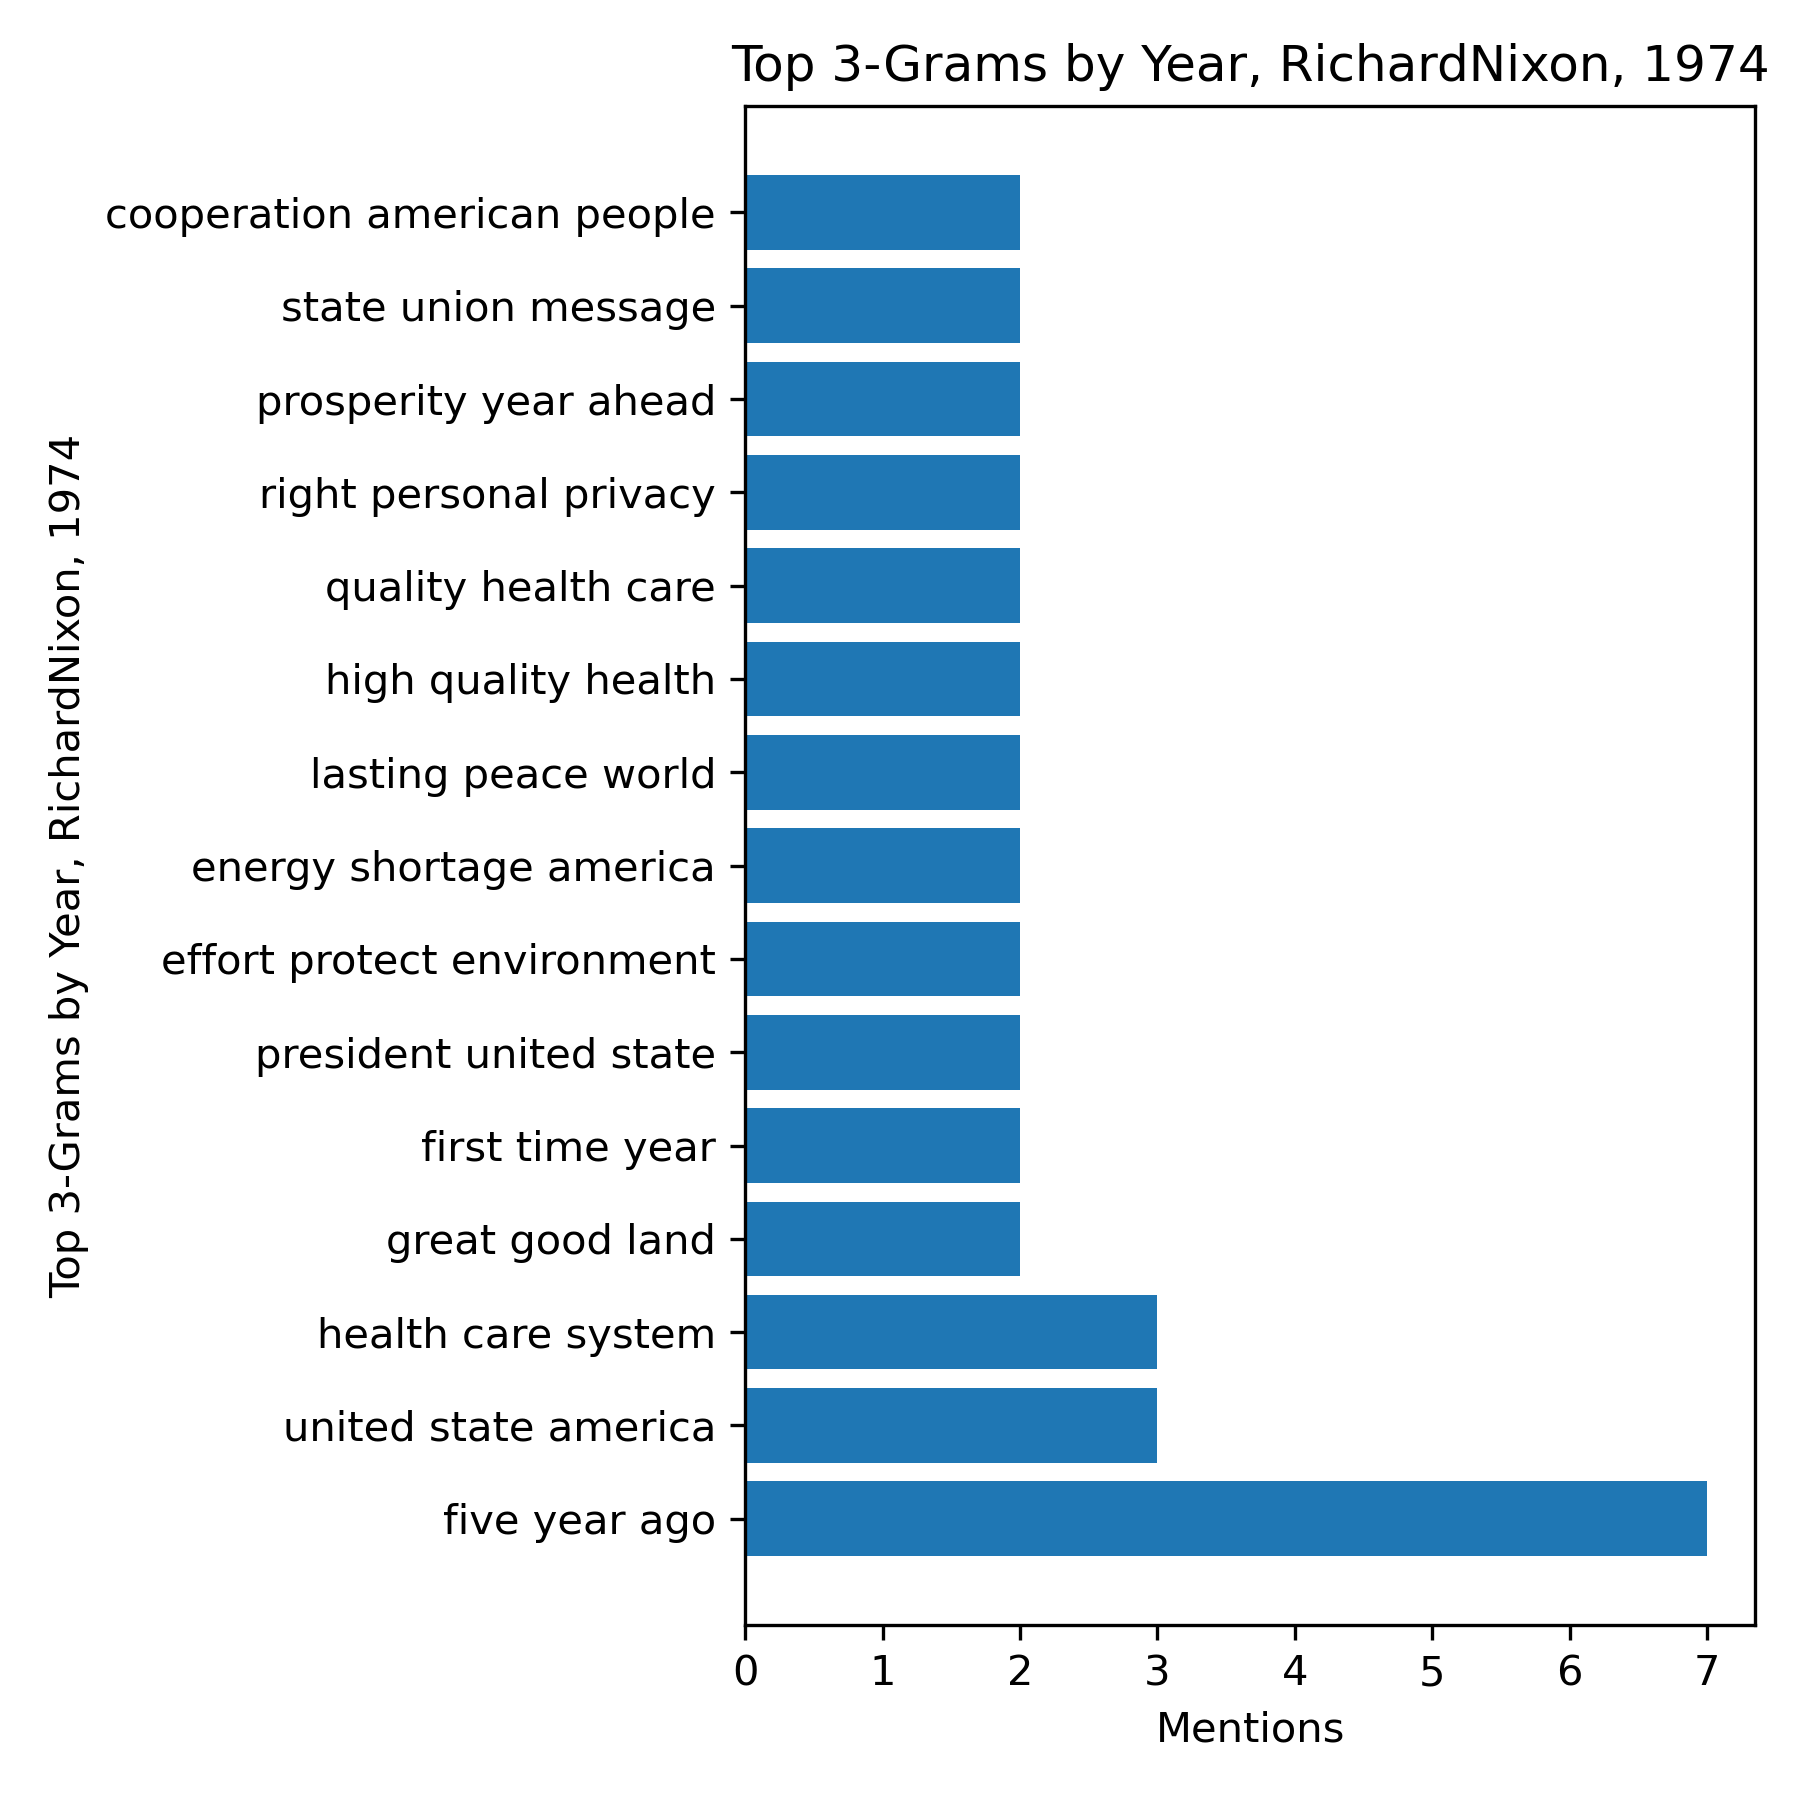 Top 3-Grams by Year, RichardNixon, 1974
Top 3-Grams by Year, RichardNixon, 1974
cooperation american people
state union message
prosperity year ahead
right personal privacy
quality health care
high quality health
lasting peace world
energy shortage america
effort protect environment
president united state
first time year
great good land
health care system
united state america
five year ago
0 1 2 3 4 5 6 7
Mentions